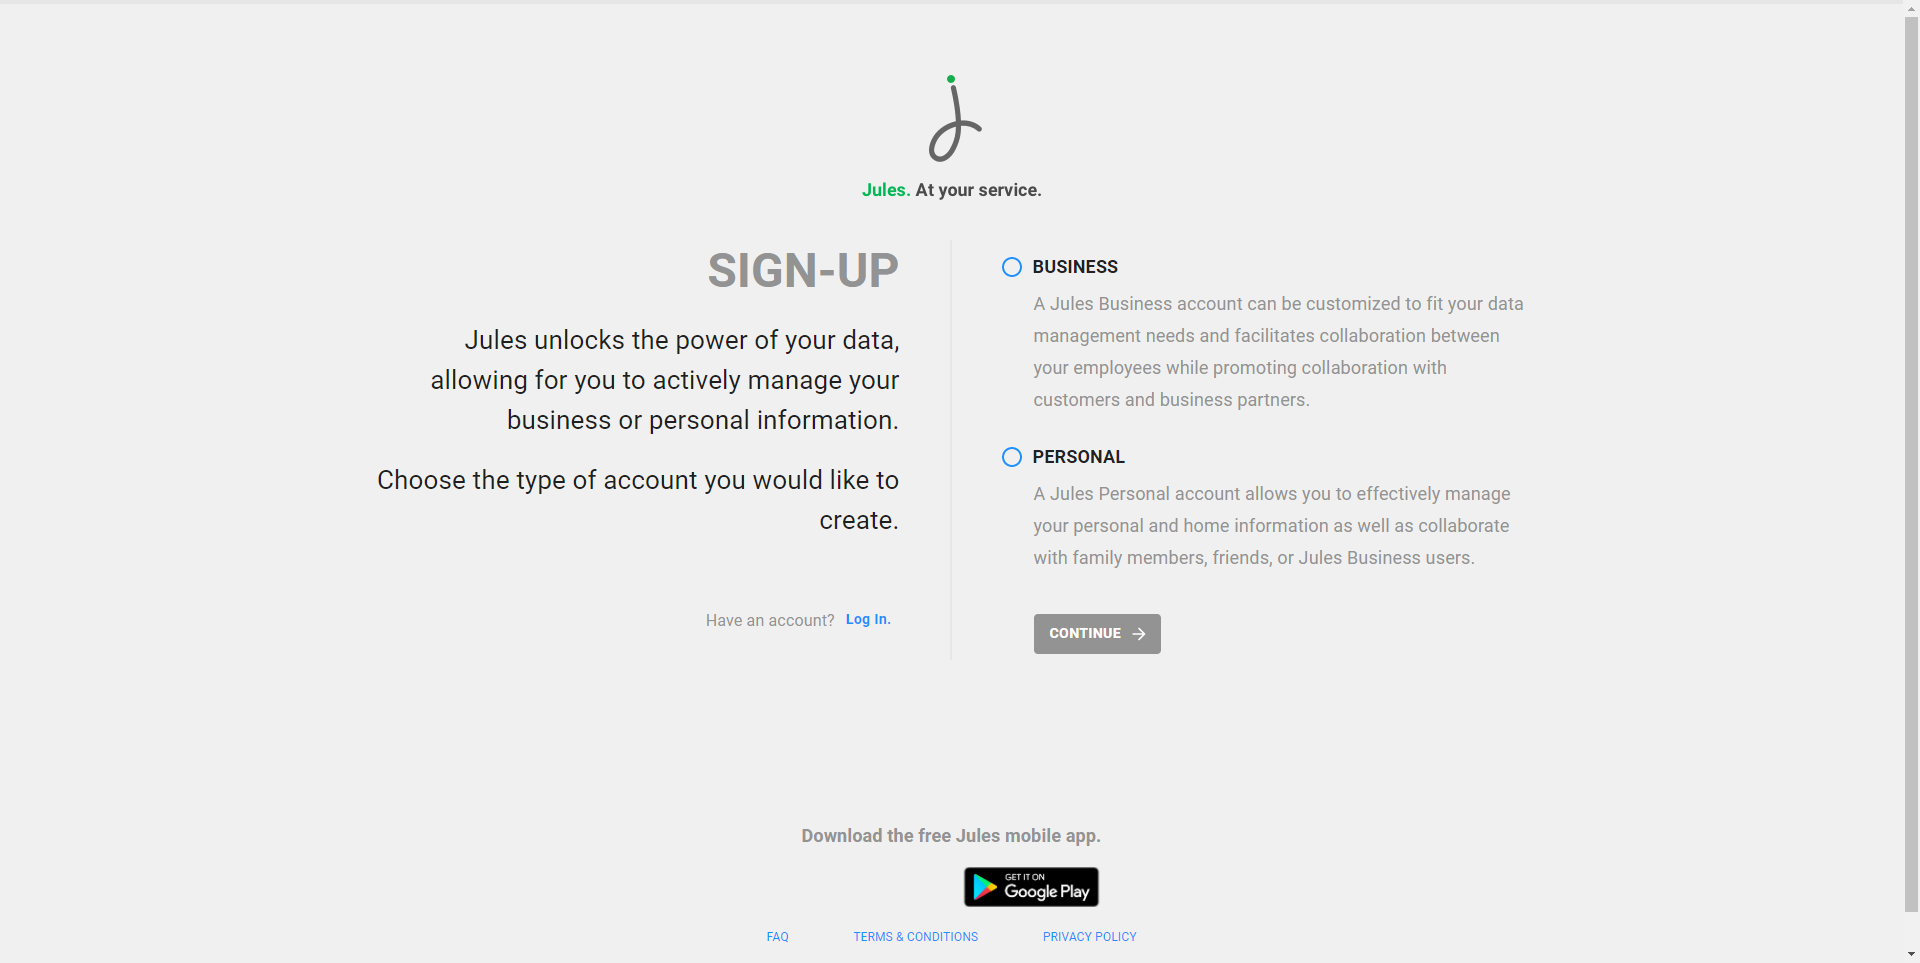 Jules. At your service.
SIGN-UP
Jules unlocks the power of your data,
allowing for you to actively manage your
business or personal information.
Choose the type of account you would like to
create.
Have an account? Log In.
BUSINESS
A Jules Business account can be customized to fit your data
management needs and facilitates collaboration between
your employees while promoting collaboration with
customers and business partners.
PERSONAL
A Jules Personal account allows you to effectively manage
your personal and home information as well as collaborate
with family members, friends, or Jules Business users.
CONTINUE
Download the free Jules mobile app.
GET IT ON
Google Play
FAQ TERMS & CONDITIONS PRIVACY POLICY